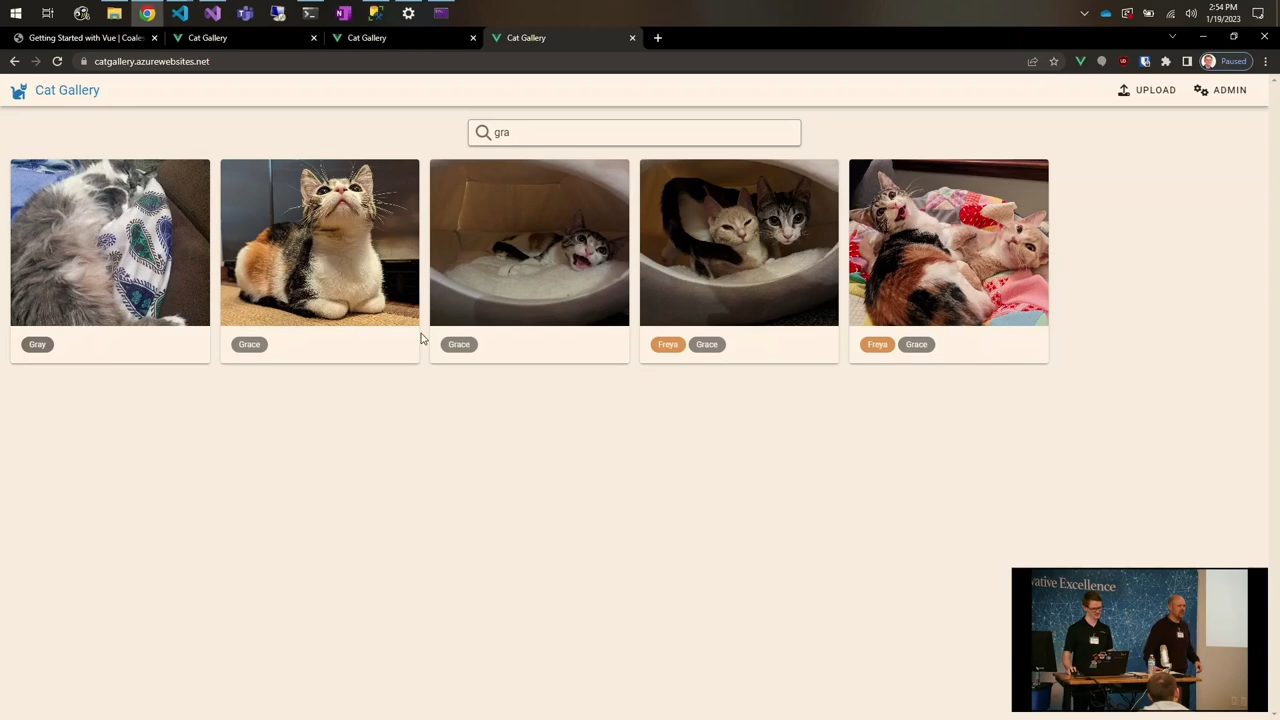 2:54 PM
1/19/2023
Getting Started with Vue | Coale
Cat Gallery
Cat Gallery
Cat Gallery
catgallery.azurewebsites.net
Paused
Cat Gallery
UPLOAD
ADMIN
gra
Gray
Grace
Grace
Freya
Grace
Freya
Grace
vative Excellence